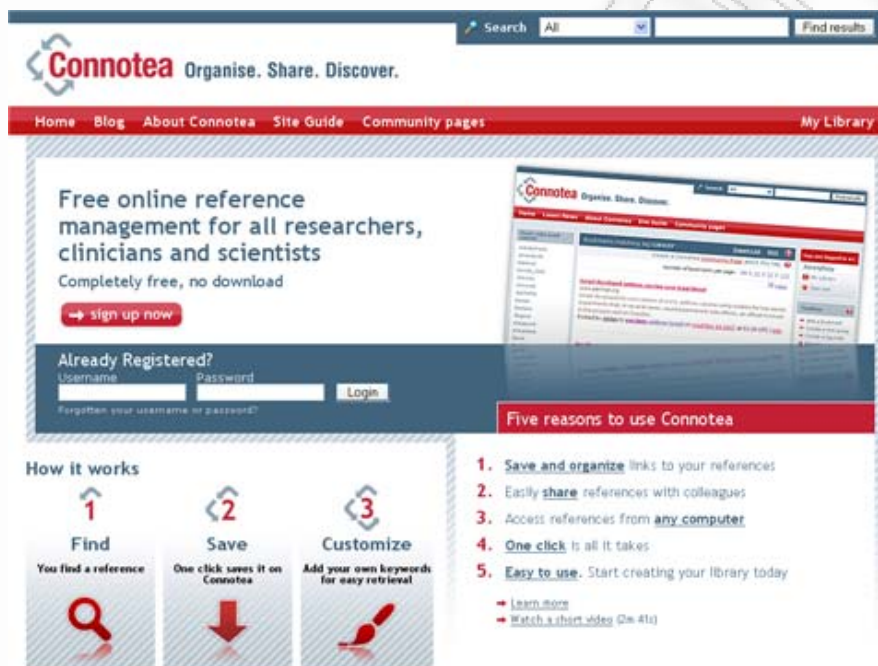 Search All Find results
Connotea Organise. Share. Discover.
Home Blog About Connotea Site Guide Community pages My Library
Free online reference
management for all researchers,
clinicians and scientists
Completely free, no download
sign up now
Connotea Organise. Share. Discover.
Already Registered?
Username Password
Login
Forgotten your username or password?
Five reasons to use Connotea
1. Save and organize links to your references
2. Easily share references with colleagues
3. Access references from any computer
4. One click is all it takes
5. Easy to use. Start creating your library today
Learn more
Watch a short video (2m 41s)
How it works
1 2 3
Find Save Customize
You find a reference One click saves it on Add your own keywords
Connotea for easy retrieval